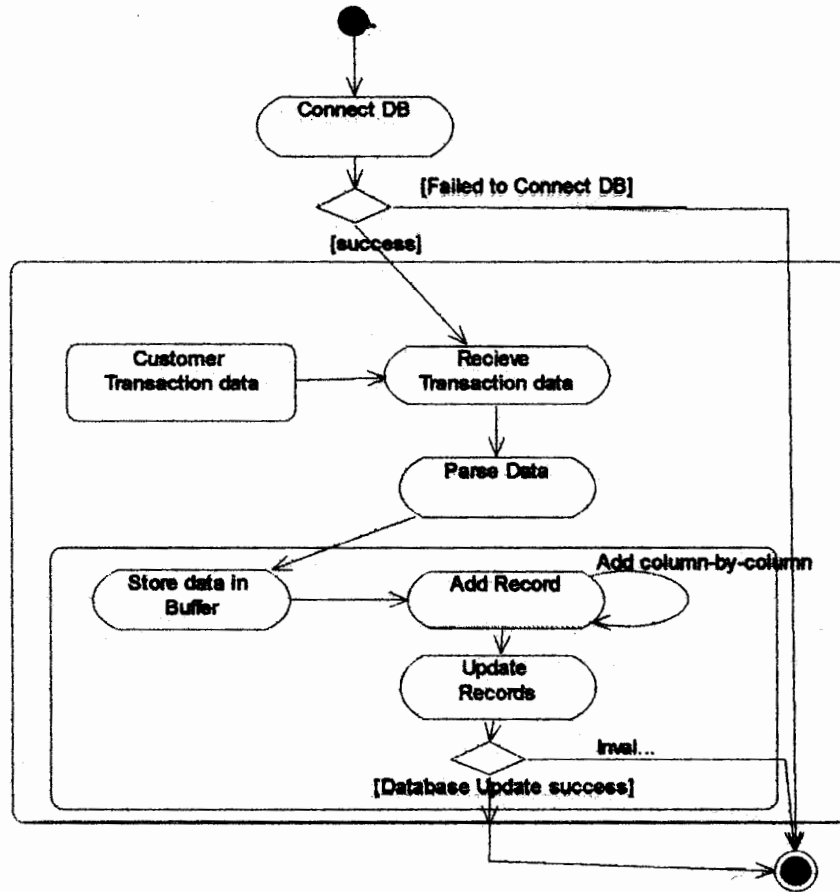 Connect DB
[Failed to Connect DB]
[success]
Customer
Transaction data
Recieve
Transaction data
Parse Data
Store data in
Buffer
Add Record
Add column-by-column
Update
Records
Inval...
[Database Update success]